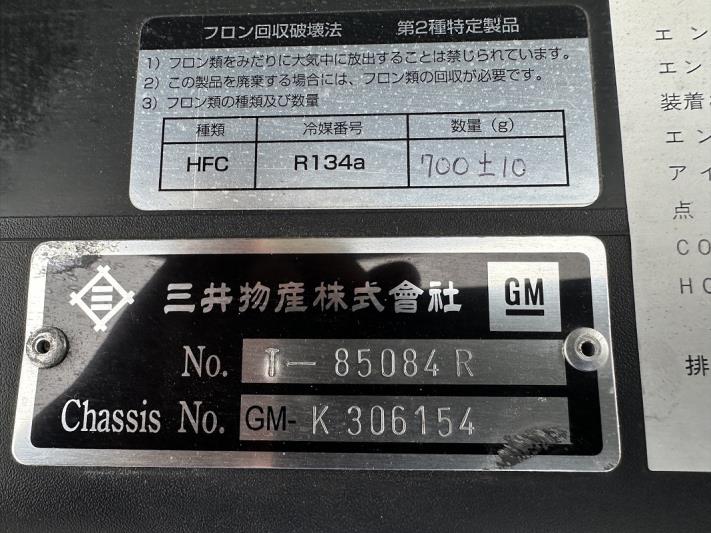 フロン回収破壊法 第2種特定製品
1）フロン類をみだりに大気中に放出することは禁じられています。
2）この製品を廃棄する場合には、フロン類の回収が必要です。
3）フロン類の種類及び数量
種類 冷媒番号 数量（g）
HFC R134a 700±10
三井物産株式會社 GM
No. T-85084R
Chassis No. GM-K306154
エン
エン
装着
エン
アイ
点
CO
HC
排